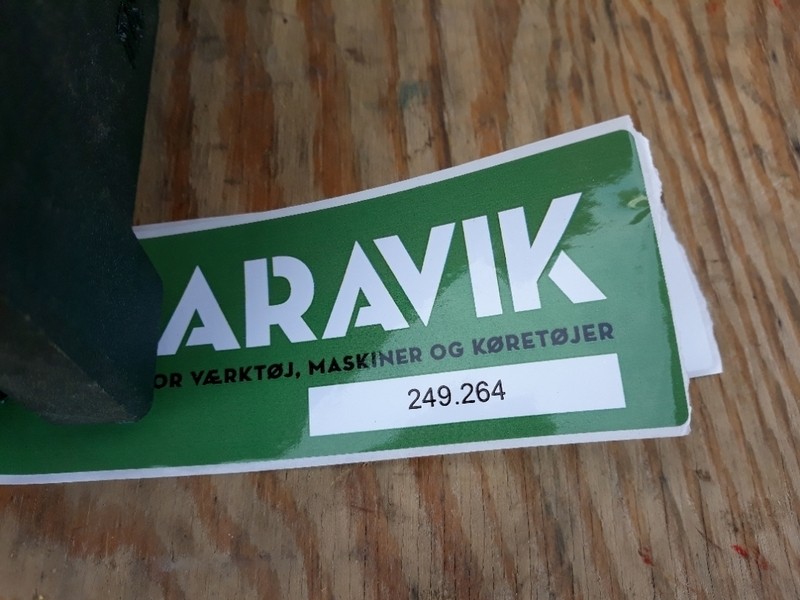 ARAVIK
OR VÆRKTØJ, MASKINER OG KØRETØJER
249.264